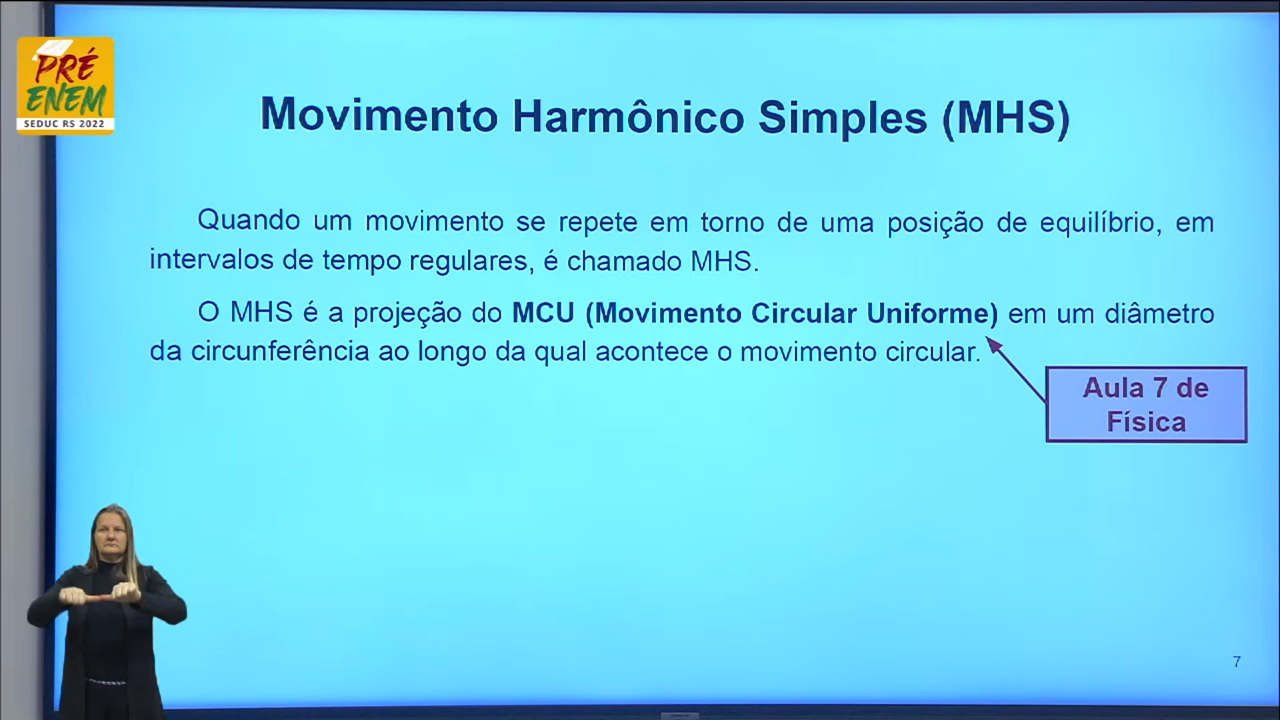 PRÉ
ENEM
SEDUC RS 2022
Movimento Harmônico Simples (MHS)
Quando um movimento se repete em torno de uma posição de equilíbrio, em
intervalos de tempo regulares, é chamado MHS.
O MHS é a projeção do MCU (Movimento Circular Uniforme) em um diâmetro
da circunferência ao longo da qual acontece o movimento circular.
Aula 7 de
Física
7